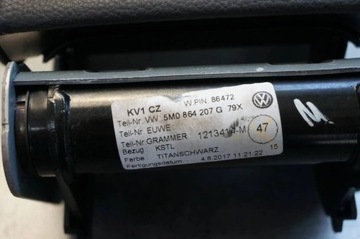 KV1 CZ W.PIN: 86472
Teil-Nr. VW: 5M0 864 207 G 79X
Teil-Nr. EUWE:
Teil-Nr. GRAMMER: 47
Bezug KSTL
Farbe TITANSCHWARZ 15
Fertigungsdatum 4.8.2017 11:21:22